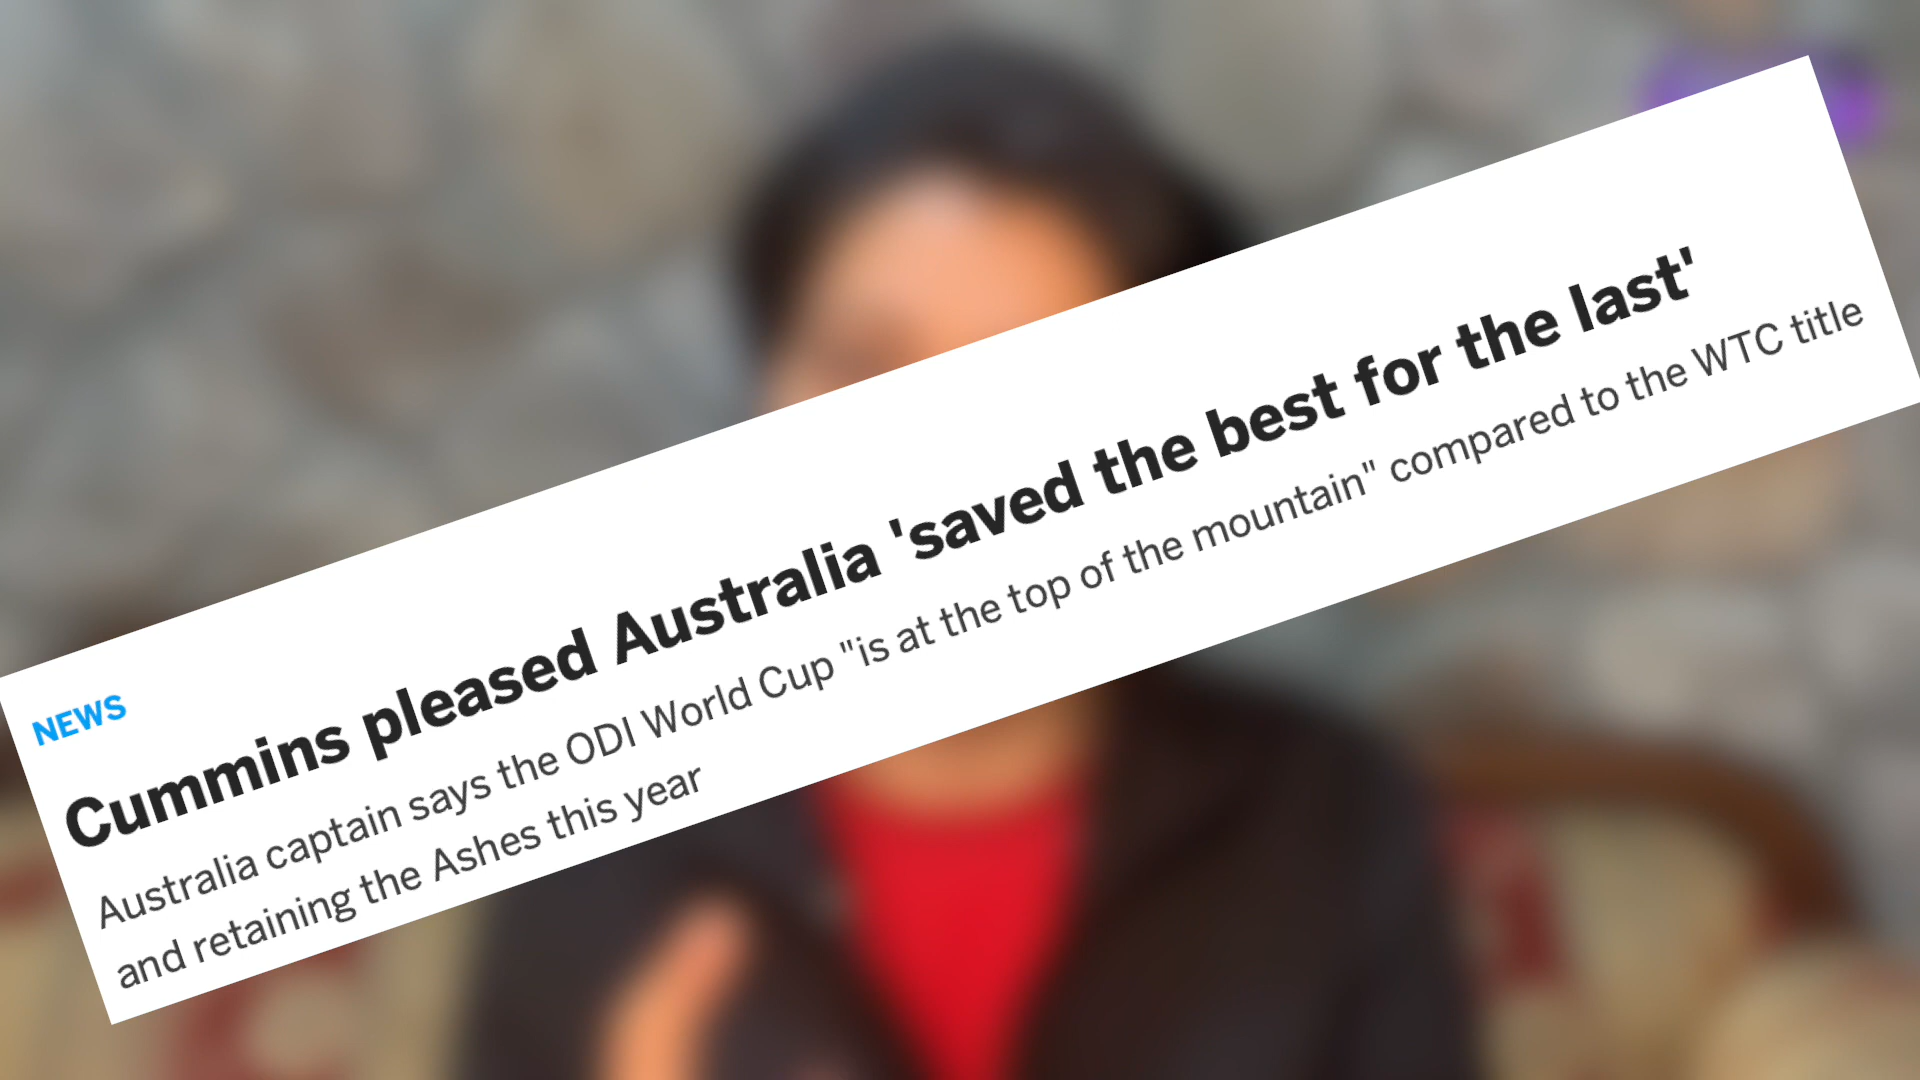 NEWS
Cummins pleased Australia 'saved the best for the last'
Australia captain says the ODI World Cup "is at the top of the mountain" compared to the WTC title
and retaining the Ashes this year